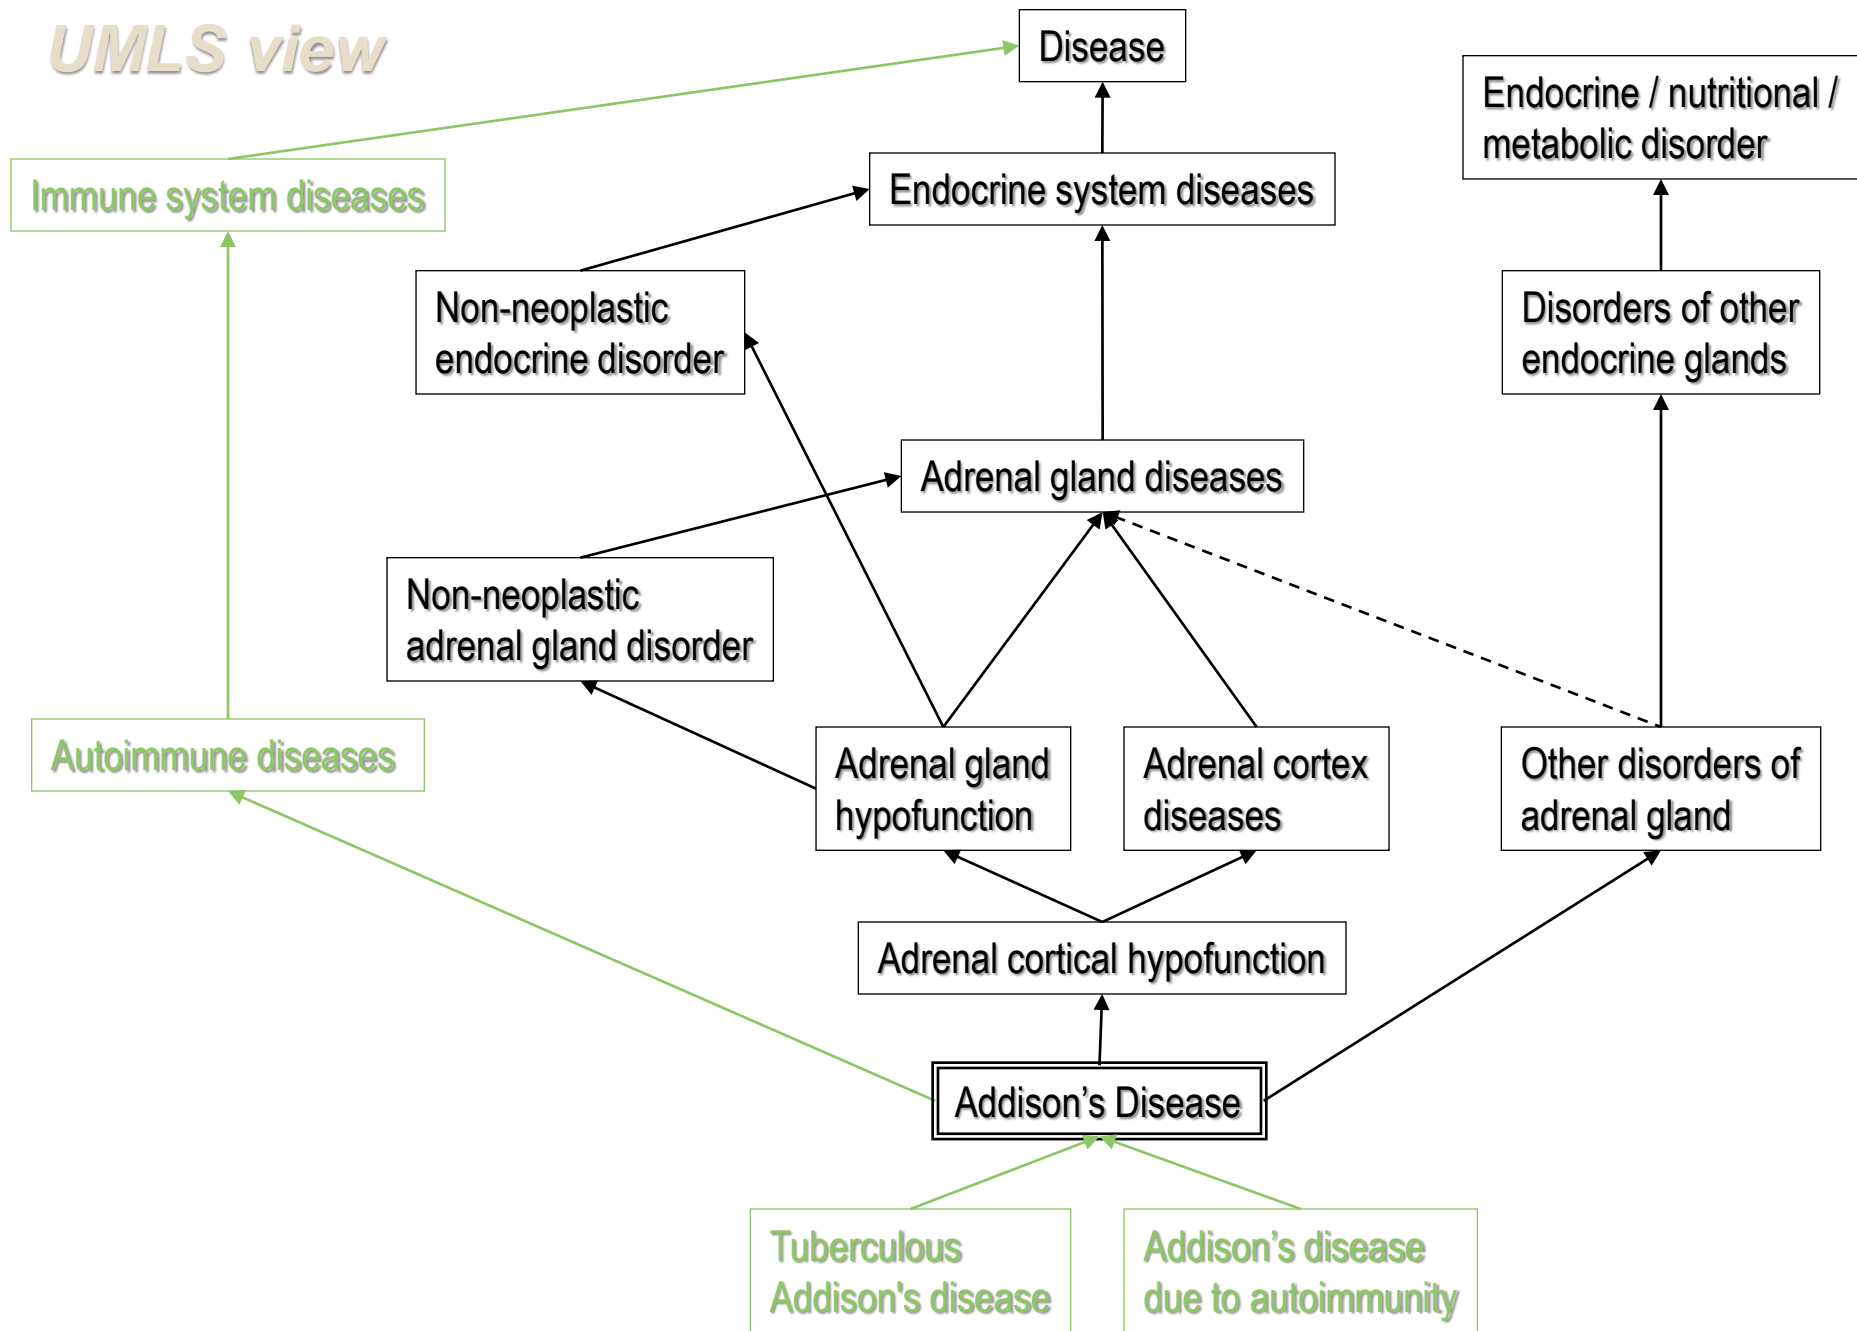 UMLS view
Disease
Endocrine / nutritional /
metabolic disorder
Immune system diseases
Endocrine system diseases
Non-neoplastic
endocrine disorder
Disorders of other
endocrine glands
Adrenal gland diseases
Non-neoplastic
adrenal gland disorder
Autoimmune diseases
Adrenal gland
hypofunction
Adrenal cortex
diseases
Other disorders of
adrenal gland
Adrenal cortical hypofunction
Addison’s Disease
Tuberculous
Addison's disease
Addison’s disease
due to autoimmunity